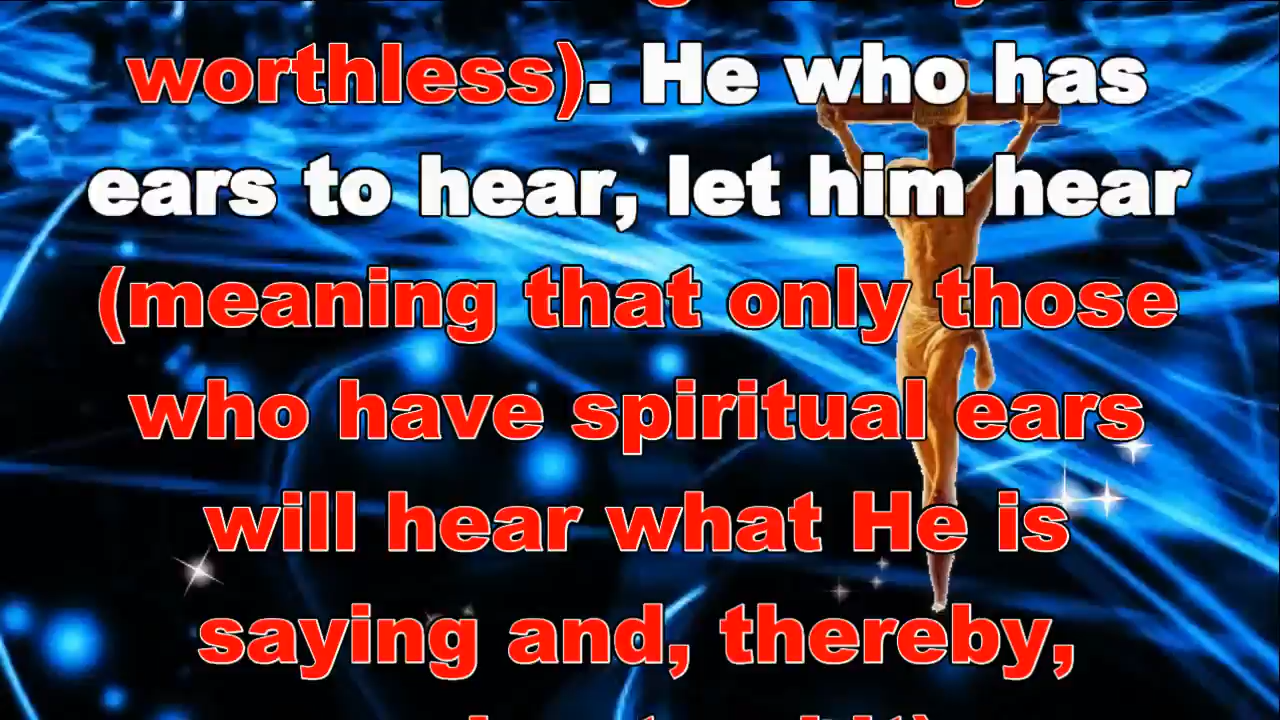 worthless). He who has
ears to hear, let him hear
(meaning that only those
who have spiritual ears
will hear what He is
saying and, thereby,